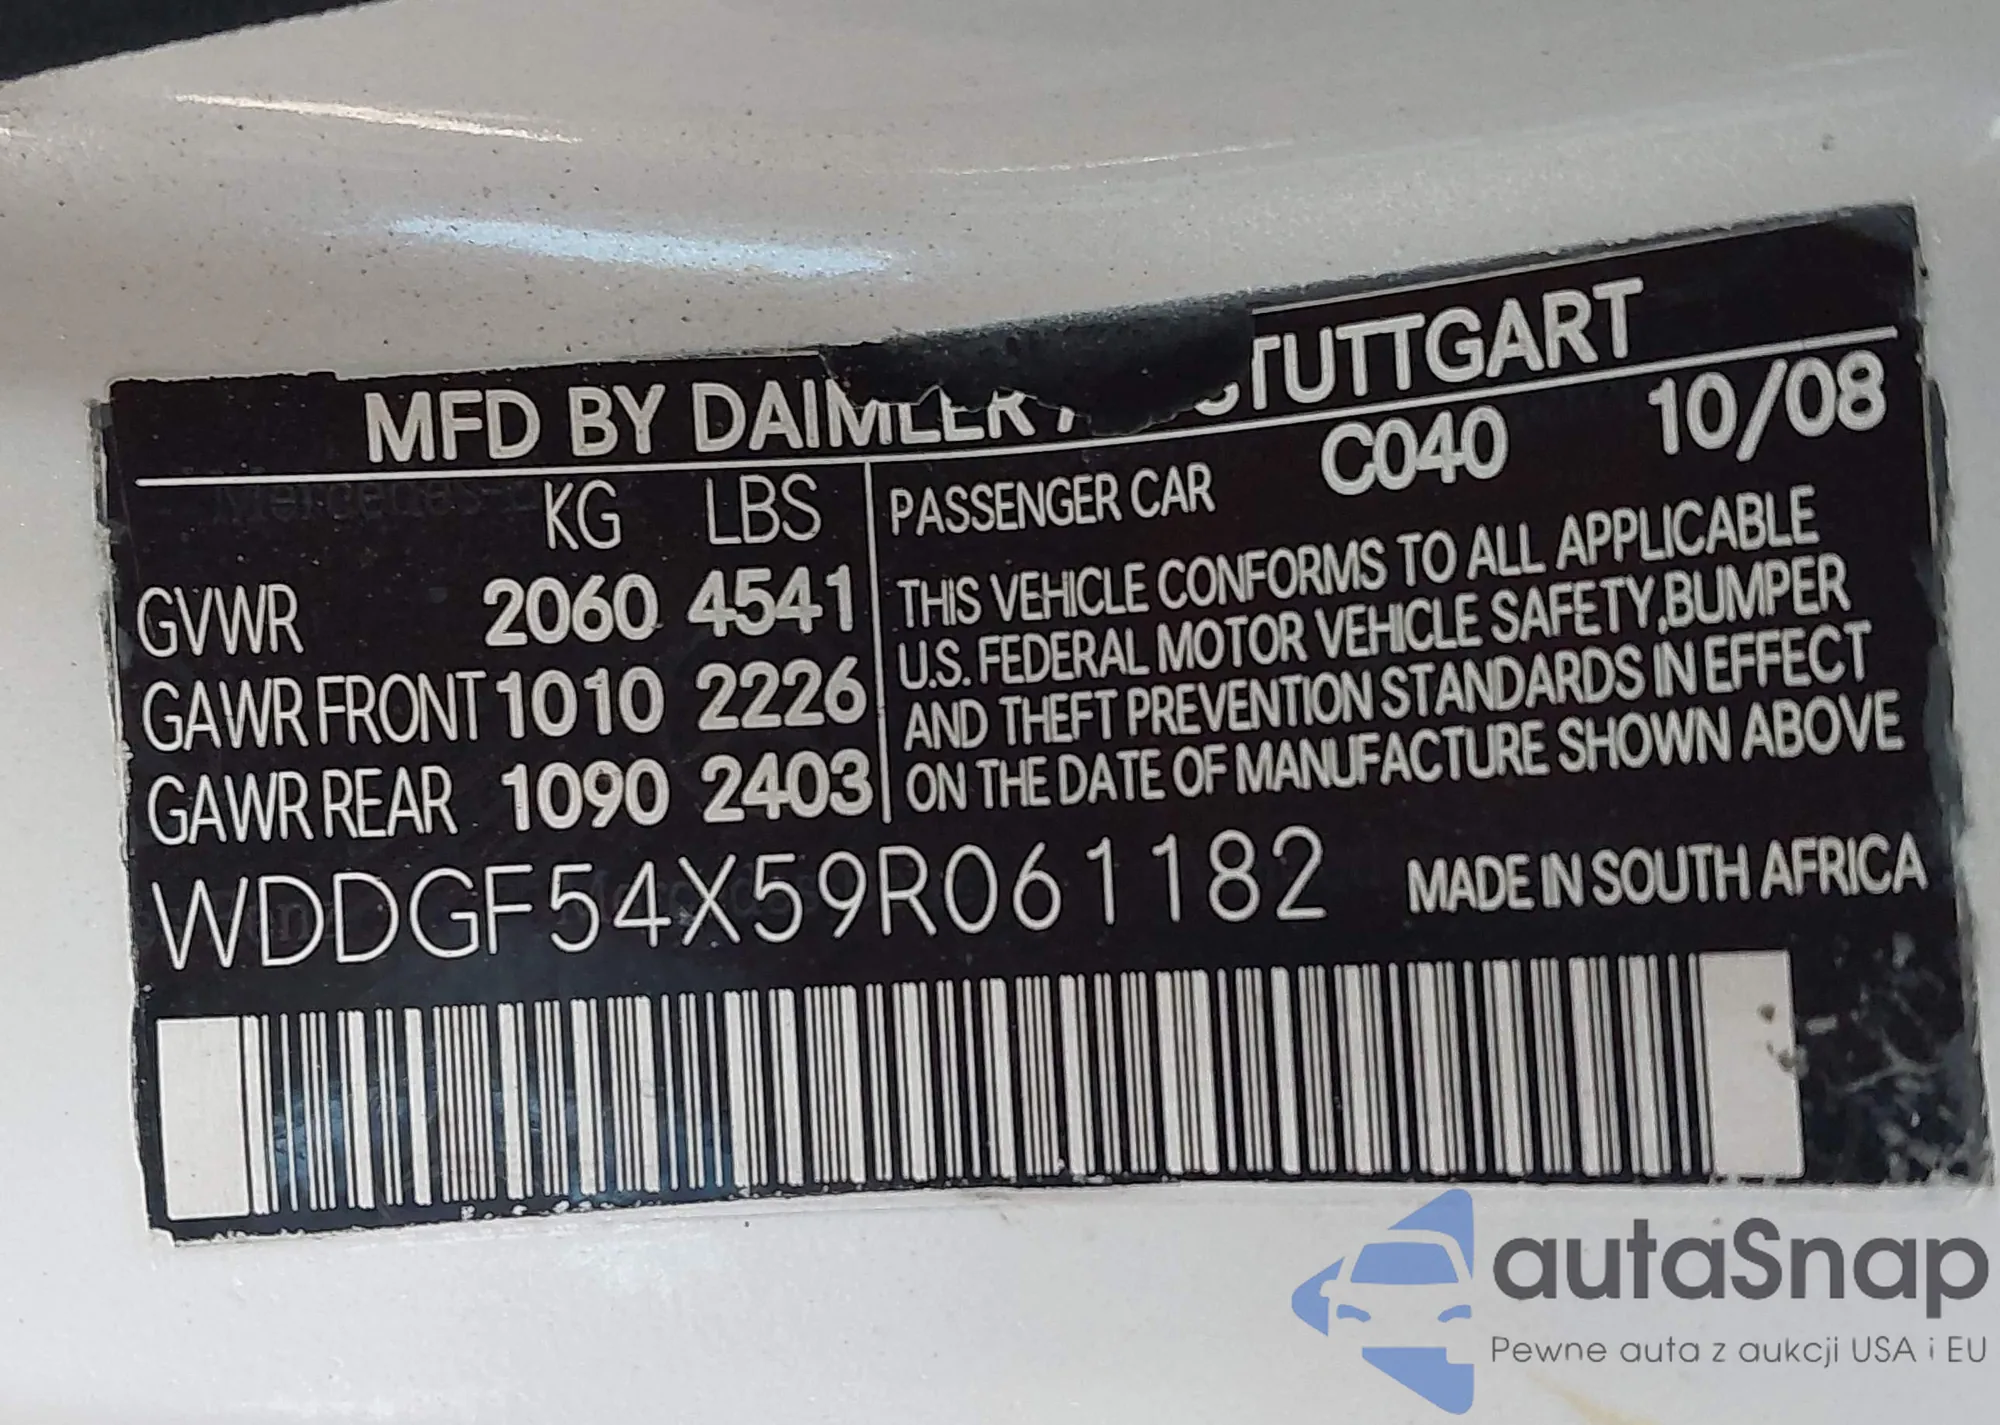 MFD BY DAIMLER STUTTGART
KG LBS
GVWR 2060 4541
GAWR FRONT 1010 2226
GAWR REAR 1090 2403
PASSENGER CAR C040 10/08
THIS VEHICLE CONFORMS TO ALL APPLICABLE
U.S. FEDERAL MOTOR VEHICLE SAFETY,BUMPER
AND THEFT PREVENTION STANDARDS IN EFFECT
ON THE DATE OF MANUFACTURE SHOWN ABOVE
WDDGF54X59R061182 MADE IN SOUTH AFRICA
autaSnap
Pewne auta z aukcji USA i EU